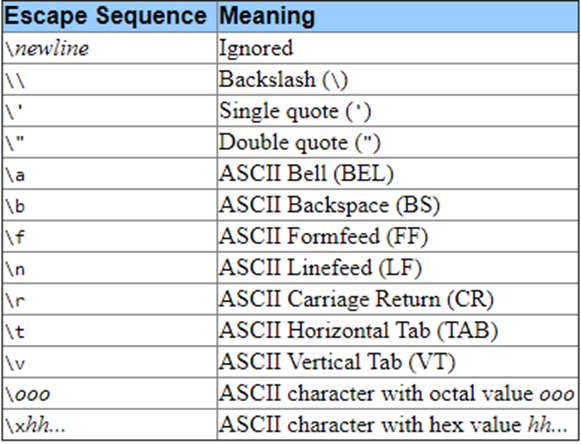 Escape Sequence Meaning
\newline Ignored
\\ Backslash (\)
\' Single quote (')
\" Double quote (")
\a ASCII Bell (BEL)
\b ASCII Backspace (BS)
\f ASCII Formfeed (FF)
\n ASCII Linefeed (LF)
\r ASCII Carriage Return (CR)
\t ASCII Horizontal Tab (TAB)
\v ASCII Vertical Tab (VT)
\ooo ASCII character with octal value ooo
\xhh... ASCII character with hex value hh...